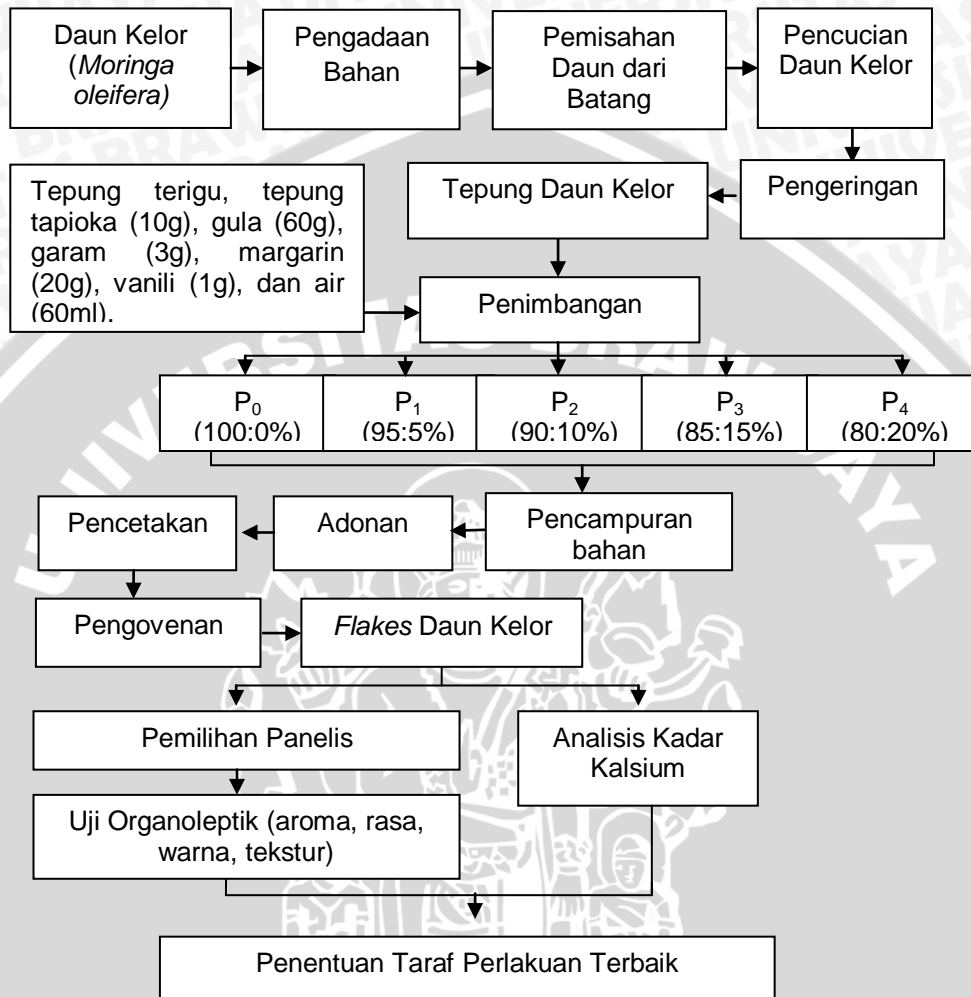 Daun Kelor
(Moringa
oleifera)
Pengadaan
Bahan
Pemisahan
Daun dari
Batang
Pencucian
Daun Kelor
Pengeringan
Tepung Daun Kelor
Tepung terigu, tepung
tapioka (10g), gula (60g),
garam (3g), margarin
(20g), vanili (1g), dan air
(60ml).
Penimbangan
P₀
(100:0%)
P₁
(95:5%)
P₂
(90:10%)
P₃
(85:15%)
P₄
(80:20%)
Pencampuran
bahan
Adonan
Pencetakan
Pengovenan
Flakes Daun Kelor
Pemilihan Panelis
Analisis Kadar
Kalsium
Uji Organoleptik (aroma, rasa,
warna, tekstur)
Penentuan Taraf Perlakuan Terbaik
UNIVERSITAS BRAWIJAYA